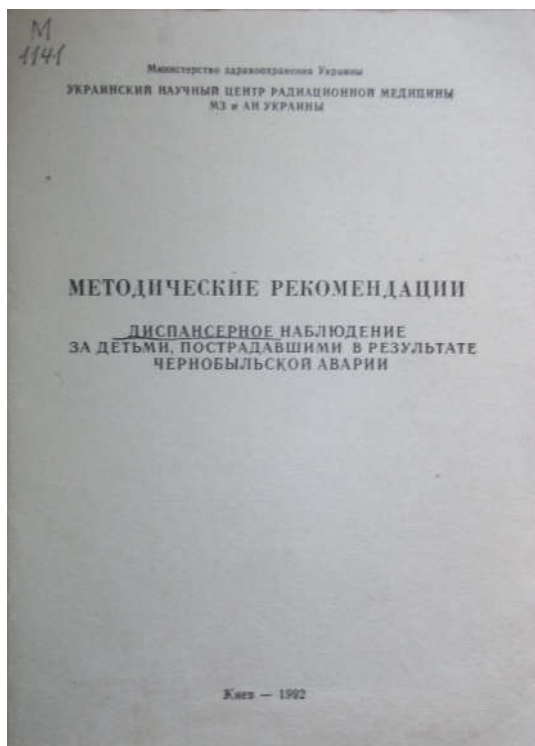 М
1141
Министерство здравоохранения Украины
УКРАИНСКИЙ НАУЧНЫЙ ЦЕНТР РАДИАЦИОННОЙ МЕДИЦИНЫ
МЗ и АН УКРАИНЫ
МЕТОДИЧЕСКИЕ РЕКОМЕНДАЦИИ
ДИСПАНСЕРНОЕ НАБЛЮДЕНИЕ
ЗА ДЕТЬМИ, ПОСТРАДАВШИМИ В РЕЗУЛЬТАТЕ
ЧЕРНОБЫЛЬСКОЙ АВАРИИ
Киев — 1992